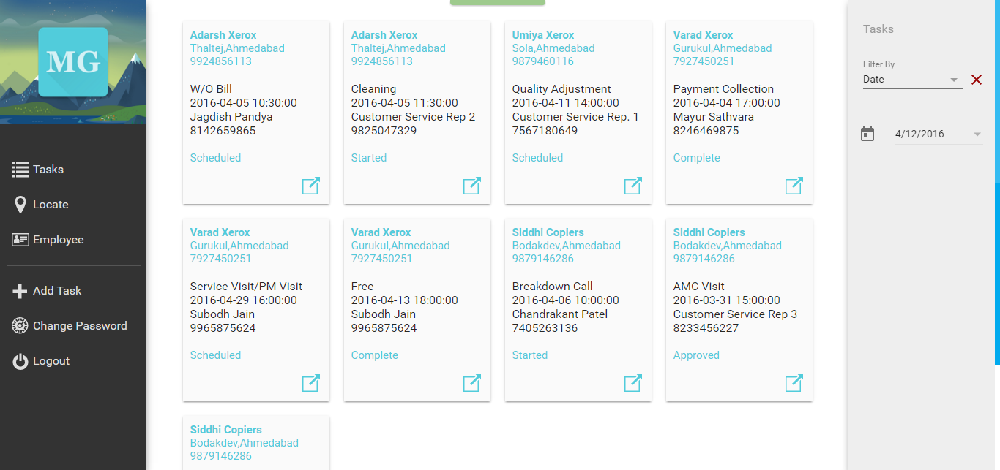 MG
Tasks
Locate
Employee
Add Task
Change Password
Logout
Adarsh Xerox
Thaltej,Ahmedabad
9924856113
W/O Bill
2016-04-05 10:30:00
Jagdish Pandya
8142659865
Scheduled
Adarsh Xerox
Thaltej,Ahmedabad
9924856113
Cleaning
2016-04-05 11:30:00
Customer Service Rep 2
9825047329
Started
Umiya Xerox
Sola,Ahmedabad
9879460116
Quality Adjustment
2016-04-11 14:00:00
Customer Service Rep. 1
7567180649
Scheduled
Varad Xerox
Gurukul,Ahmedabad
7927450251
Payment Collection
2016-04-04 17:00:00
Mayur Sathvara
8246469875
Complete
Varad Xerox
Gurukul,Ahmedabad
7927450251
Service Visit/PM Visit
2016-04-29 16:00:00
Subodh Jain
9965875624
Scheduled
Varad Xerox
Gurukul,Ahmedabad
7927450251
Free
2016-04-13 18:00:00
Subodh Jain
9965875624
Complete
Siddhi Copiers
Bodakdev,Ahmedabad
9879146286
Breakdown Call
2016-04-06 10:00:00
Chandrakant Patel
7405263136
Started
Siddhi Copiers
Bodakdev,Ahmedabad
9879146286
AMC Visit
2016-03-31 15:00:00
Customer Service Rep 3
8233456227
Approved
Siddhi Copiers
Bodakdev,Ahmedabad
9879146286
Tasks
Filter By
Date
4/12/2016